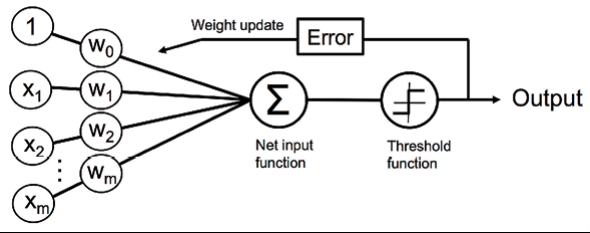 1
w0
Weight update
Error
x1
w1
Σ
Output
x2
w2
Net input
function
Threshold
function
⋮
wm
xm